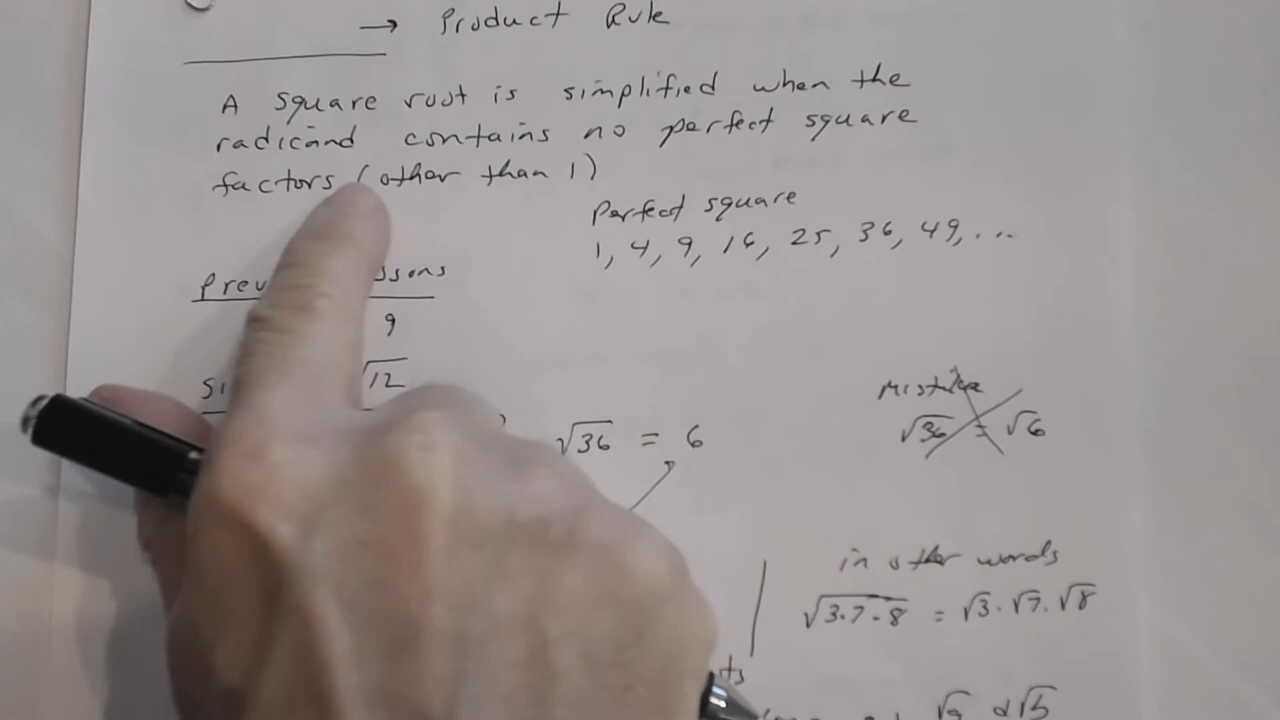 → Product Rule
A square root is simplified when the
radicand contains no perfect square
factors (other than 1)
Perfect square
1, 4, 9, 16, 25, 36, 49, ...
9
√12
√36 = 6
Mistake
√36 = √6
in other words
√3·7·8 = √3·√7·√8